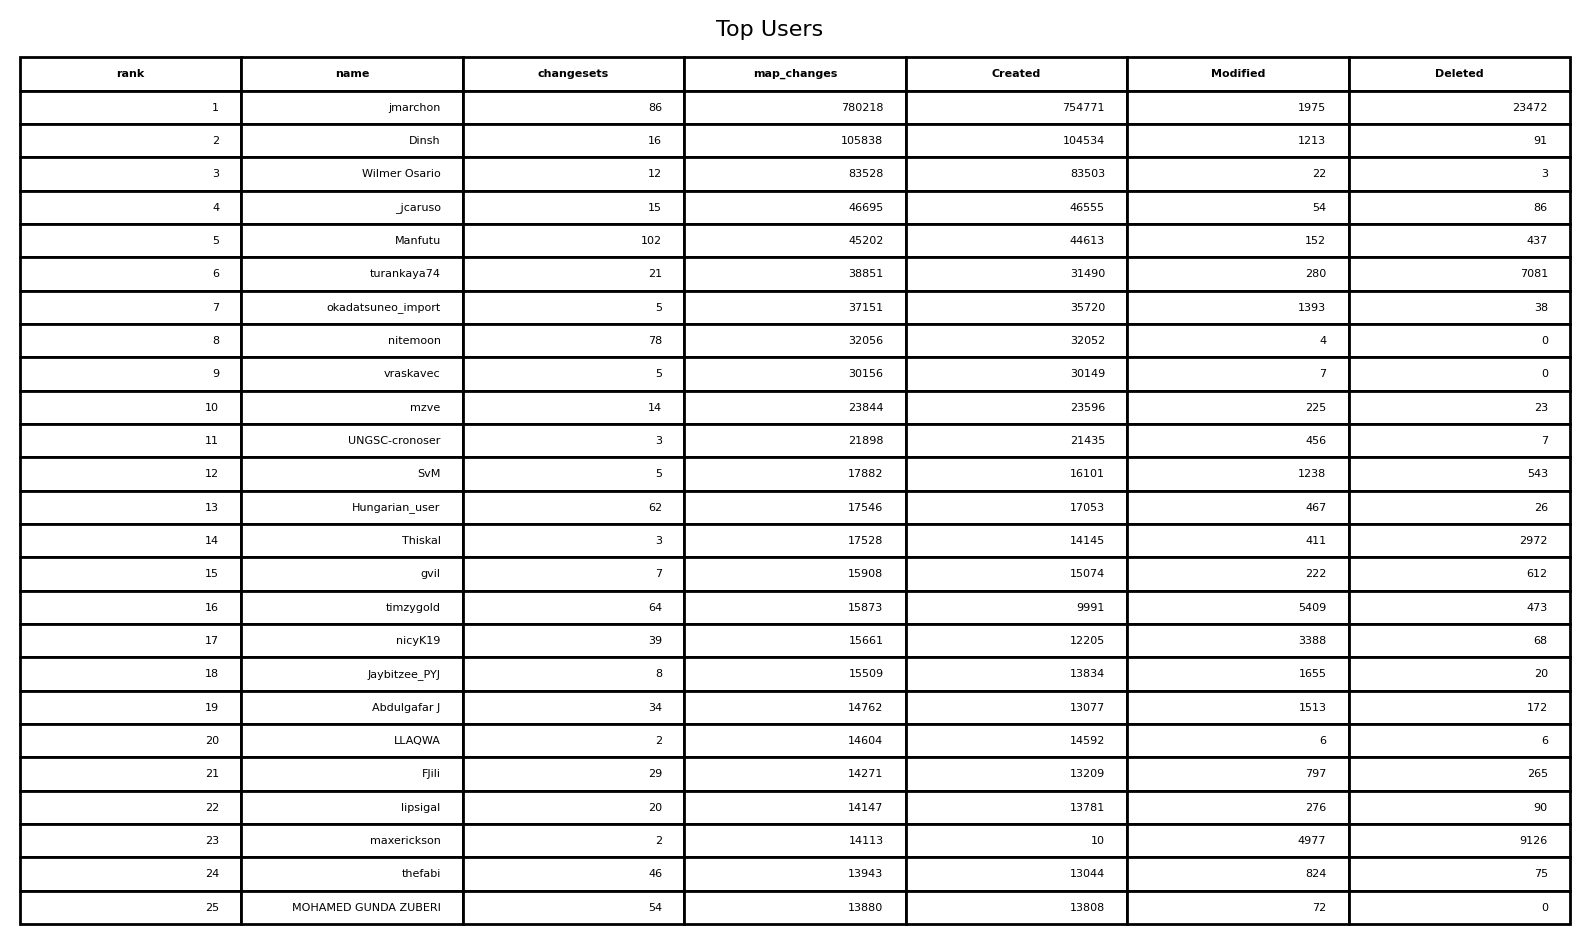 Top Users
rank name changesets map_changes Created Modified Deleted
1 jmarchon 86 780218 754771 1975 23472
2 Dinsh 16 105838 104534 1213 91
3 Wilmer Osario 12 83528 83503 22 3
4 _jcaruso 15 46695 46555 54 86
5 Manfutu 102 45202 44613 152 437
6 turankaya74 21 38851 31490 280 7081
7 okadatsuneo_import 5 37151 35720 1393 38
8 nitemoon 78 32056 32052 4 0
9 vraskavec 5 30156 30149 7 0
10 mzve 14 23844 23596 225 23
11 UNGSC-cronoser 3 21898 21435 456 7
12 SvM 5 17882 16101 1238 543
13 Hungarian_user 62 17546 17053 467 26
14 Thiskal 3 17528 14145 411 2972
15 gvil 7 15908 15074 222 612
16 timzygold 64 15873 9991 5409 473
17 nicyK19 39 15661 12205 3388 68
18 Jaybitzee_PYJ 8 15509 13834 1655 20
19 Abdulgafar J 34 14762 13077 1513 172
20 LLAQWA 2 14604 14592 6 6
21 FJili 29 14271 13209 797 265
22 lipsigal 20 14147 13781 276 90
23 maxerickson 2 14113 10 4977 9126
24 thefabi 46 13943 13044 824 75
25 MOHAMED GUNDA ZUBERI 54 13880 13808 72 0